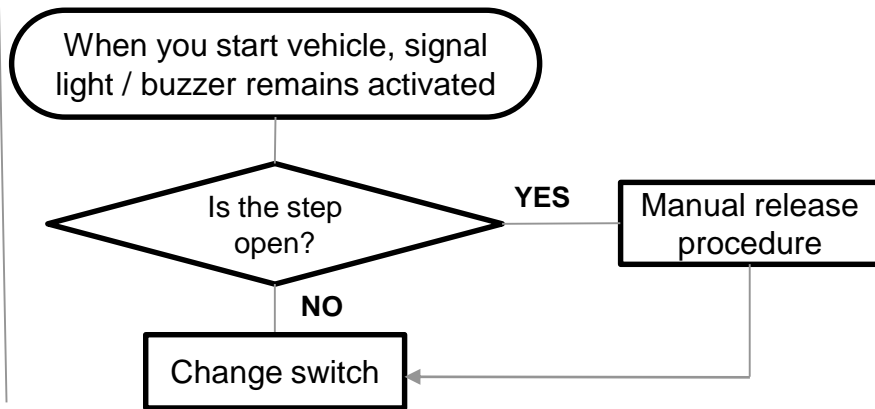 When you start vehicle, signal
light / buzzer remains activated
Is the step
open?
YES
Manual release
procedure
NO
Change switch